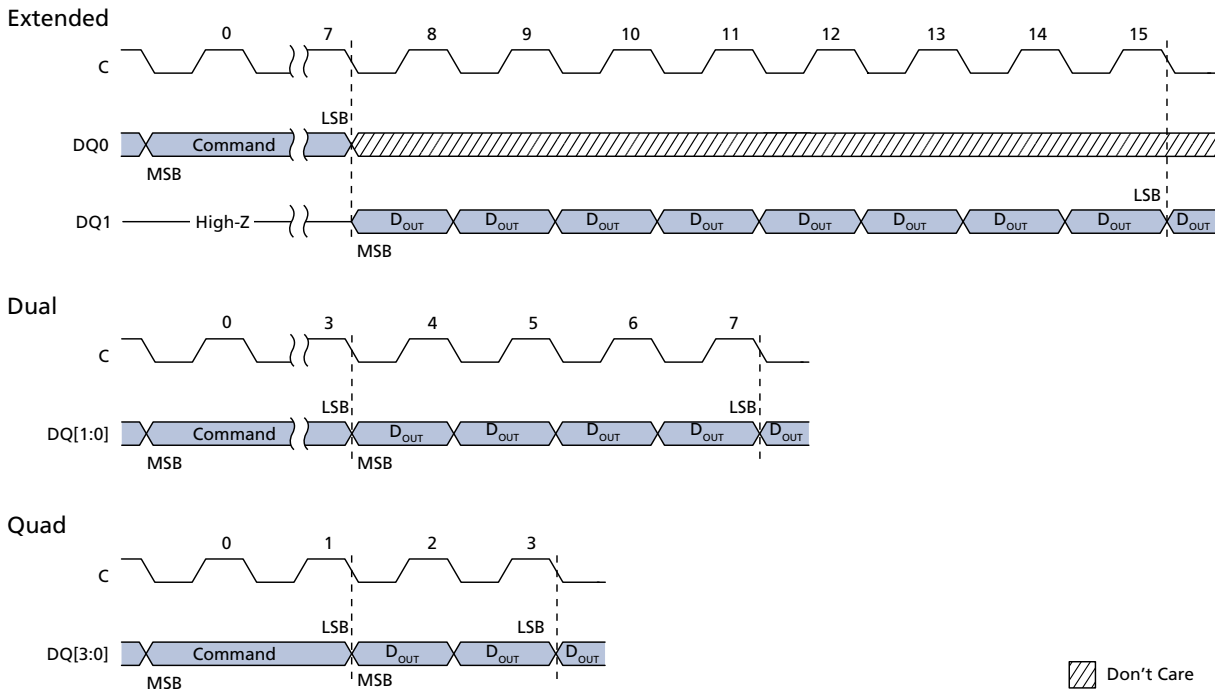 Extended
0 7 8 9 10 11 12 13 14 15
C
LSB
DQ0 Command
MSB
LSB
DQ1 High-Z DOUT DOUT DOUT DOUT DOUT DOUT DOUT DOUT DOUT
MSB
Dual
0 3 4 5 6 7
C
LSB LSB
DQ[1:0] Command DOUT DOUT DOUT DOUT DOUT
MSB MSB
Quad
0 1 2 3
C
LSB LSB
DQ[3:0] Command DOUT DOUT DOUT
MSB MSB
Don't Care